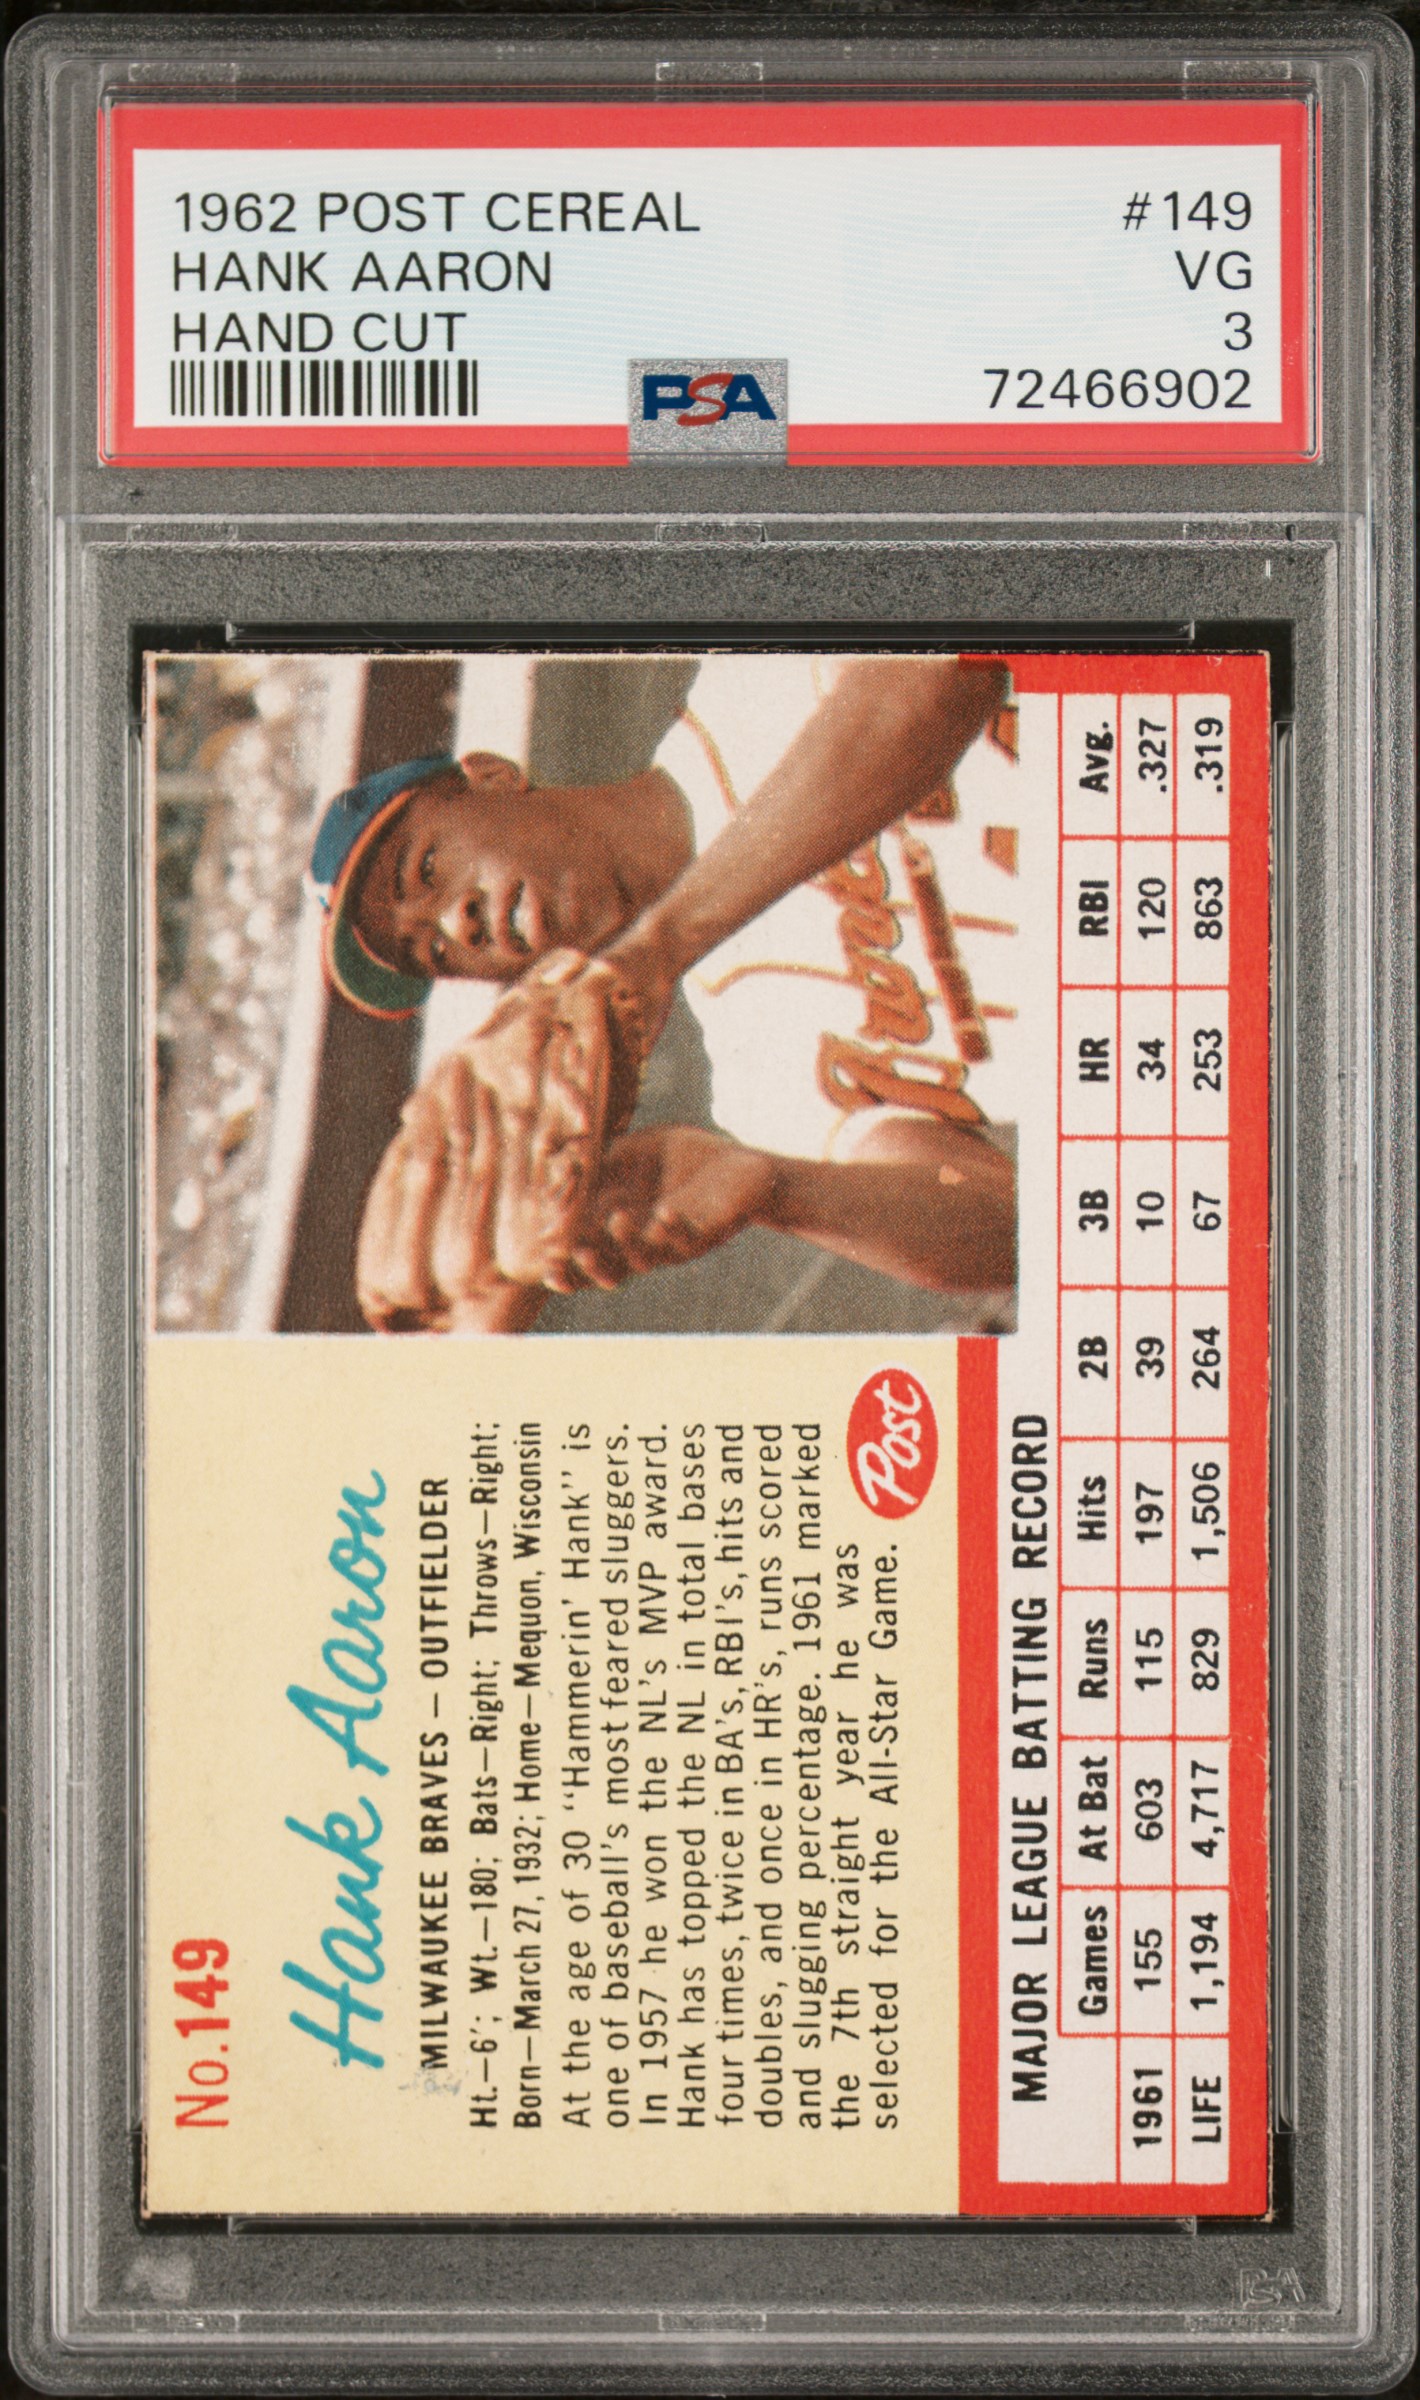 1962 POST CEREAL #149
HANK AARON VG
HAND CUT 3
PSA 72466902
No.149
Hank Aaron
MILWAUKEE BRAVES – OUTFIELDER
Ht.–6'; Wt.–180; Bats–Right; Throws–Right;
Born–March 27, 1932; Home–Mequon, Wisconsin
At the age of 30 "Hammerin' Hank" is
one of baseball's most feared sluggers.
In 1957 he won the NL's MVP award.
Hank has topped the NL in total bases
four times, twice in BA's, RBI's, hits and
doubles, and once in HR's, runs scored
and slugging percentage. 1961 marked
the 7th straight year he was
selected for the All-Star Game.
Post
Braves
MAJOR LEAGUE BATTING RECORD
Games At Bat Runs Hits 2B 3B HR RBI Avg.
1961 155 603 115 197 39 10 34 120 .327
LIFE 1,194 4,717 829 1,506 264 67 253 863 .319
PSA